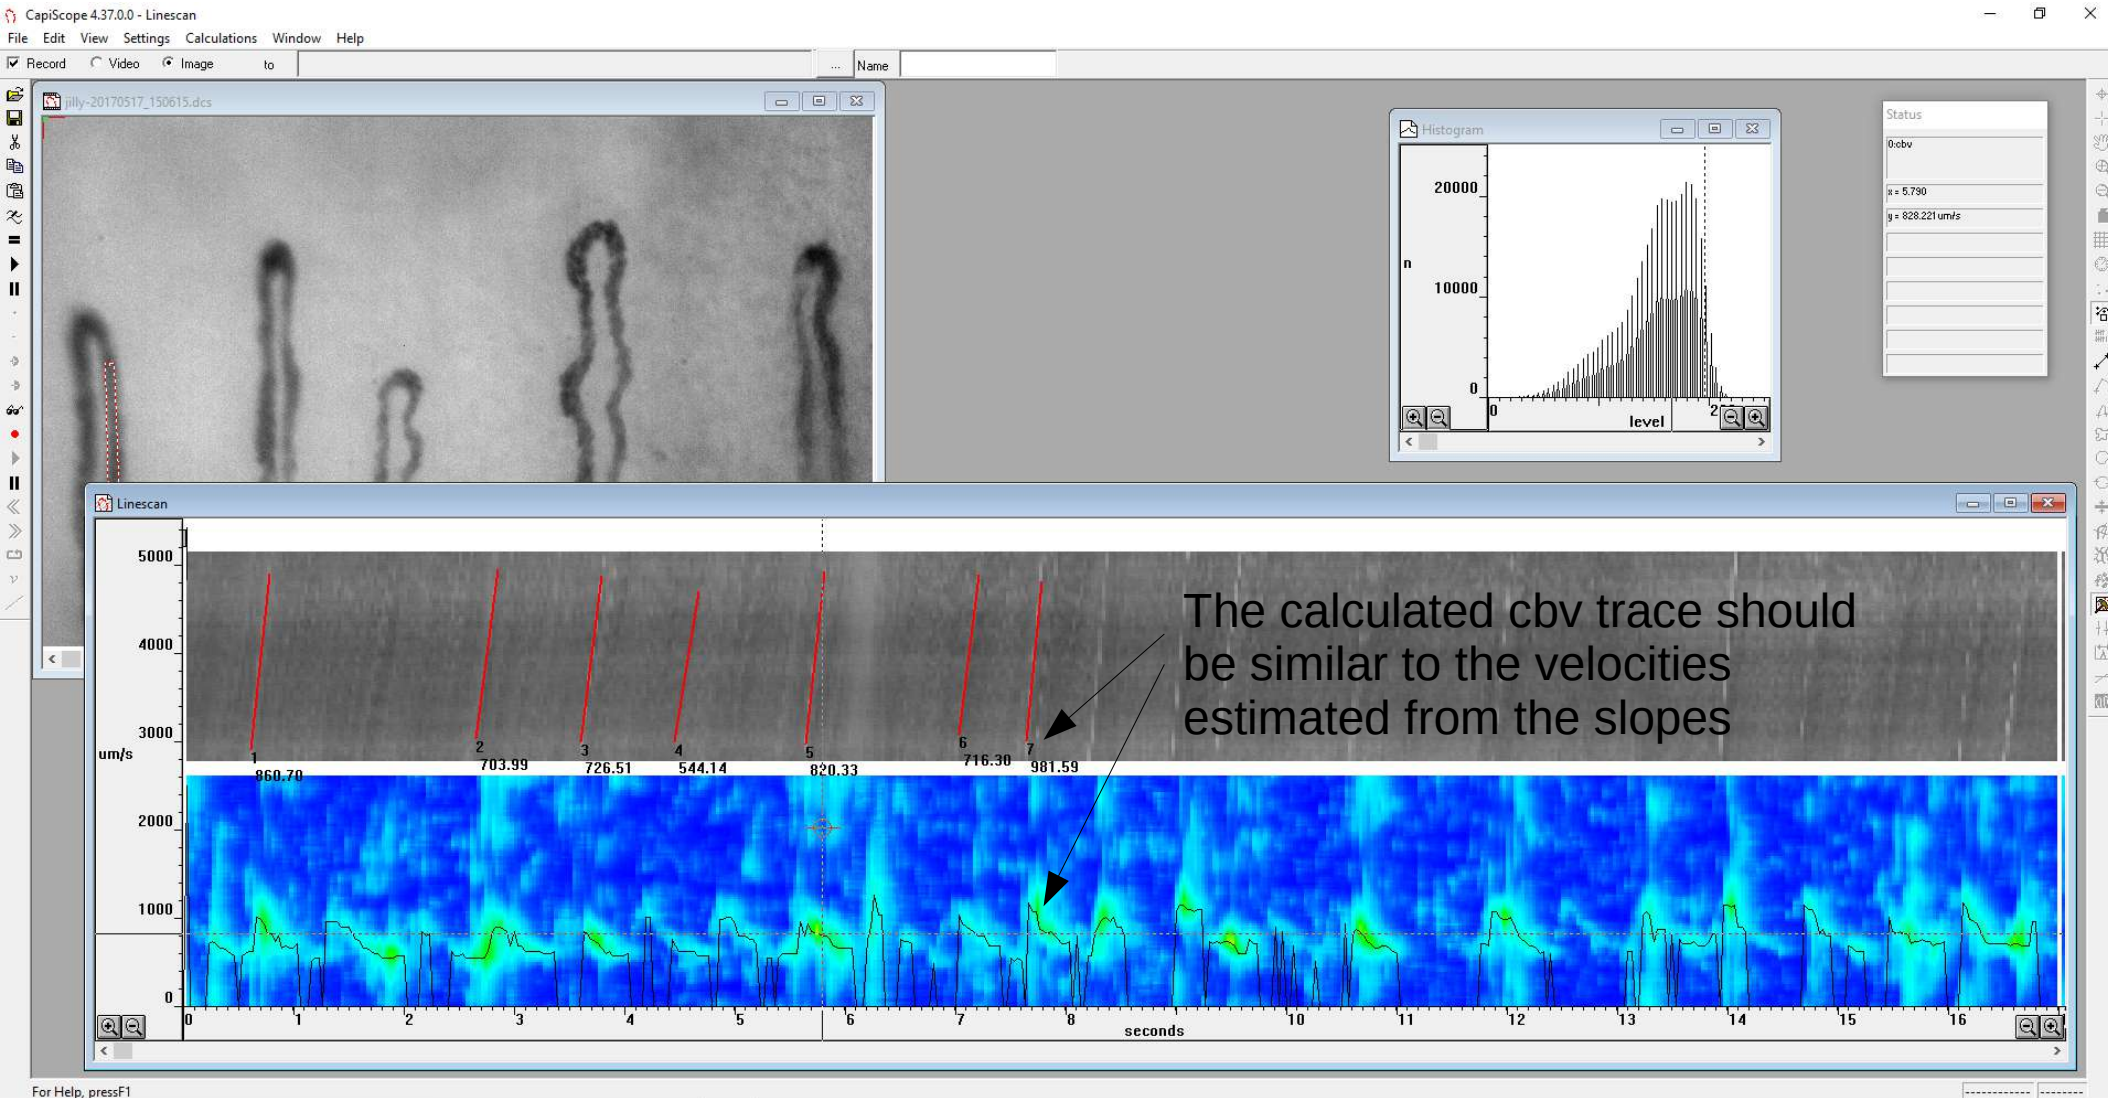 CapiScope 4.37.0.0 - Linescan
File Edit View Settings Calculations Window Help
Record Video Image to ... Name
jilly-20170517_150615.dcs
Histogram
20000
n
10000
0
0
level
Status
0:cbv
x = 5.790
y = 828.221 um/s
Linescan
5000
4000
3000
um/s
2000
1000
0
1 2 3 4 5 6 7
860.70 703.99 726.51 544.14 820.33 716.30 981.59
The calculated cbv trace should
be similar to the velocities
estimated from the slopes
0 1 2 3 4 5 6 7 8 10 11 12 13 14 15 16
seconds
For Help, pressF1